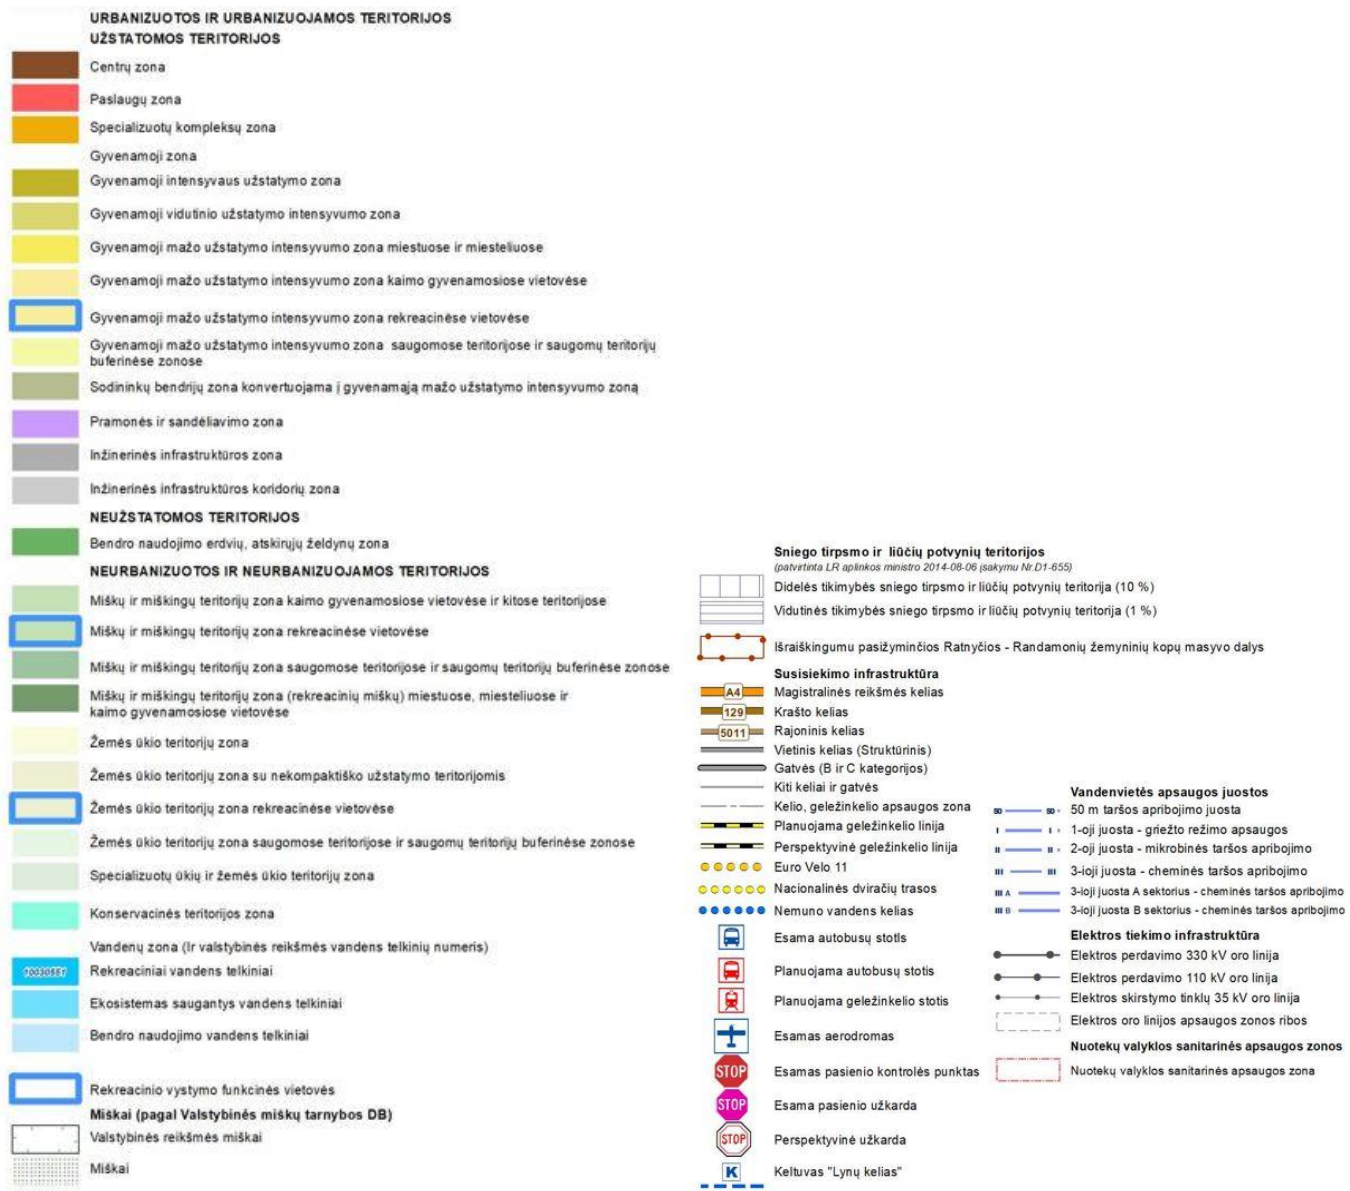 URBANIZUOTOS IR URBANIZUOJAMOS TERITORIJOS
UŽSTATOMOS TERITORIJOS
Centrų zona
Paslaugų zona
Specializuotų kompleksų zona
Gyvenamoji zona
Gyvenamoji intensyvaus užstatymo zona
Gyvenamoji vidutinio užstatymo intensyvumo zona
Gyvenamoji mažo užstatymo intensyvumo zona miestuose ir miesteliuose
Gyvenamoji mažo užstatymo intensyvumo zona kaimo gyvenamosiose vietovėse
Gyvenamoji mažo užstatymo intensyvumo zona rekreacinėse vietovėse
Gyvenamoji mažo užstatymo intensyvumo zona saugomose teritorijose ir saugomų teritorijų
buferinėse zonose
Sodininkų bendrijų zona konvertuojama į gyvenamąją mažo užstatymo intensyvumo zoną
Pramonės ir sandėliavimo zona
Inžinerinės infrastruktūros zona
Inžinerinės infrastruktūros koridorių zona
NEUŽSTATOMOS TERITORIJOS
Bendro naudojimo erdvių, atskirųjų želdynų zona
NEURBANIZUOTOS IR NEURBANIZUOJAMOS TERITORIJOS
Miškų ir miškingų teritorijų zona kaimo gyvenamosiose vietovėse ir kitose teritorijose
Miškų ir miškingų teritorijų zona rekreacinėse vietovėse
Miškų ir miškingų teritorijų zona saugomose teritorijose ir saugomų teritorijų buferinėse zonose
Miškų ir miškingų teritorijų zona (rekreacinių miškų) miestuose, miesteliuose ir
kaimo gyvenamosiose vietovėse
Žemės ūkio teritorijų zona
Žemės ūkio teritorijų zona su nekompaktiško užstatymo teritorijomis
Žemės ūkio teritorijų zona rekreacinėse vietovėse
Žemės ūkio teritorijų zona saugomose teritorijose ir saugomų teritorijų buferinėse zonose
Specializuotų ūkių ir žemės ūkio teritorijų zona
Konservacinės teritorijos zona
Vandenų zona (Ir valstybinės reikšmės vandens telkinių numeris)
10030551 Rekreaciniai vandens telkiniai
Ekosistemas saugantys vandens telkiniai
Bendro naudojimo vandens telkiniai
Rekreacinio vystymo funkcinės vietovės
Miškai (pagal Valstybinės miškų tarnybos DB)
Valstybinės reikšmės miškai
Miškai
Sniego tirpsmo ir liūčių potvynių teritorijos
(patvirtinta LR aplinkos ministro 2014-08-06 įsakymu Nr.D1-655)
Didelės tikimybės sniego tirpsmo ir liūčių potvynių teritorija (10 %)
Vidutinės tikimybės sniego tirpsmo ir liūčių potvynių teritorija (1 %)
Išraiškingumu pasižyminčios Ratnyčios - Randamonių žemyninių kopų masyvo dalys
Susisiekimo infrastruktūra
A4 Magistralinės reikšmės kelias
129 Krašto kelias
5011 Rajoninis kelias
Vietinis kelias (Struktūrinis)
Gatvės (B ir C kategorijos)
Kiti keliai ir gatvės
Kelio, geležinkelio apsaugos zona
Planuojama geležinkelio linija
Perspektyvinė geležinkelio linija
Euro Velo 11
Nacionalinės dviračių trasos
Nemuno vandens kelias
Esama autobusų stotis
Planuojama autobusų stotis
Planuojama geležinkelio stotis
Esamas aerodromas
STOP Esamas pasienio kontrolės punktas
STOP Esama pasienio užkarda
STOP Perspektyvinė užkarda
K Keltuvas "Lynų kelias"
Vandenvietės apsaugos juostos
50 50 50 m taršos apribojimo juosta
I I 1-oji juosta - griežto režimo apsaugos
II II 2-oji juosta - mikrobinės taršos apribojimo
III III 3-ioji juosta - cheminės taršos apribojimo
III A 3-ioji juosta A sektorius - cheminės taršos apribojimo
III B 3-ioji juosta B sektorius - cheminės taršos apribojimo
Elektros tiekimo infrastruktūra
Elektros perdavimo 330 kV oro linija
Elektros perdavimo 110 kV oro linija
Elektros skirstymo tinklų 35 kV oro linija
Elektros oro linijos apsaugos zonos ribos
Nuotekų valyklos sanitarinės apsaugos zonos
Nuotekų valyklos sanitarinės apsaugos zona